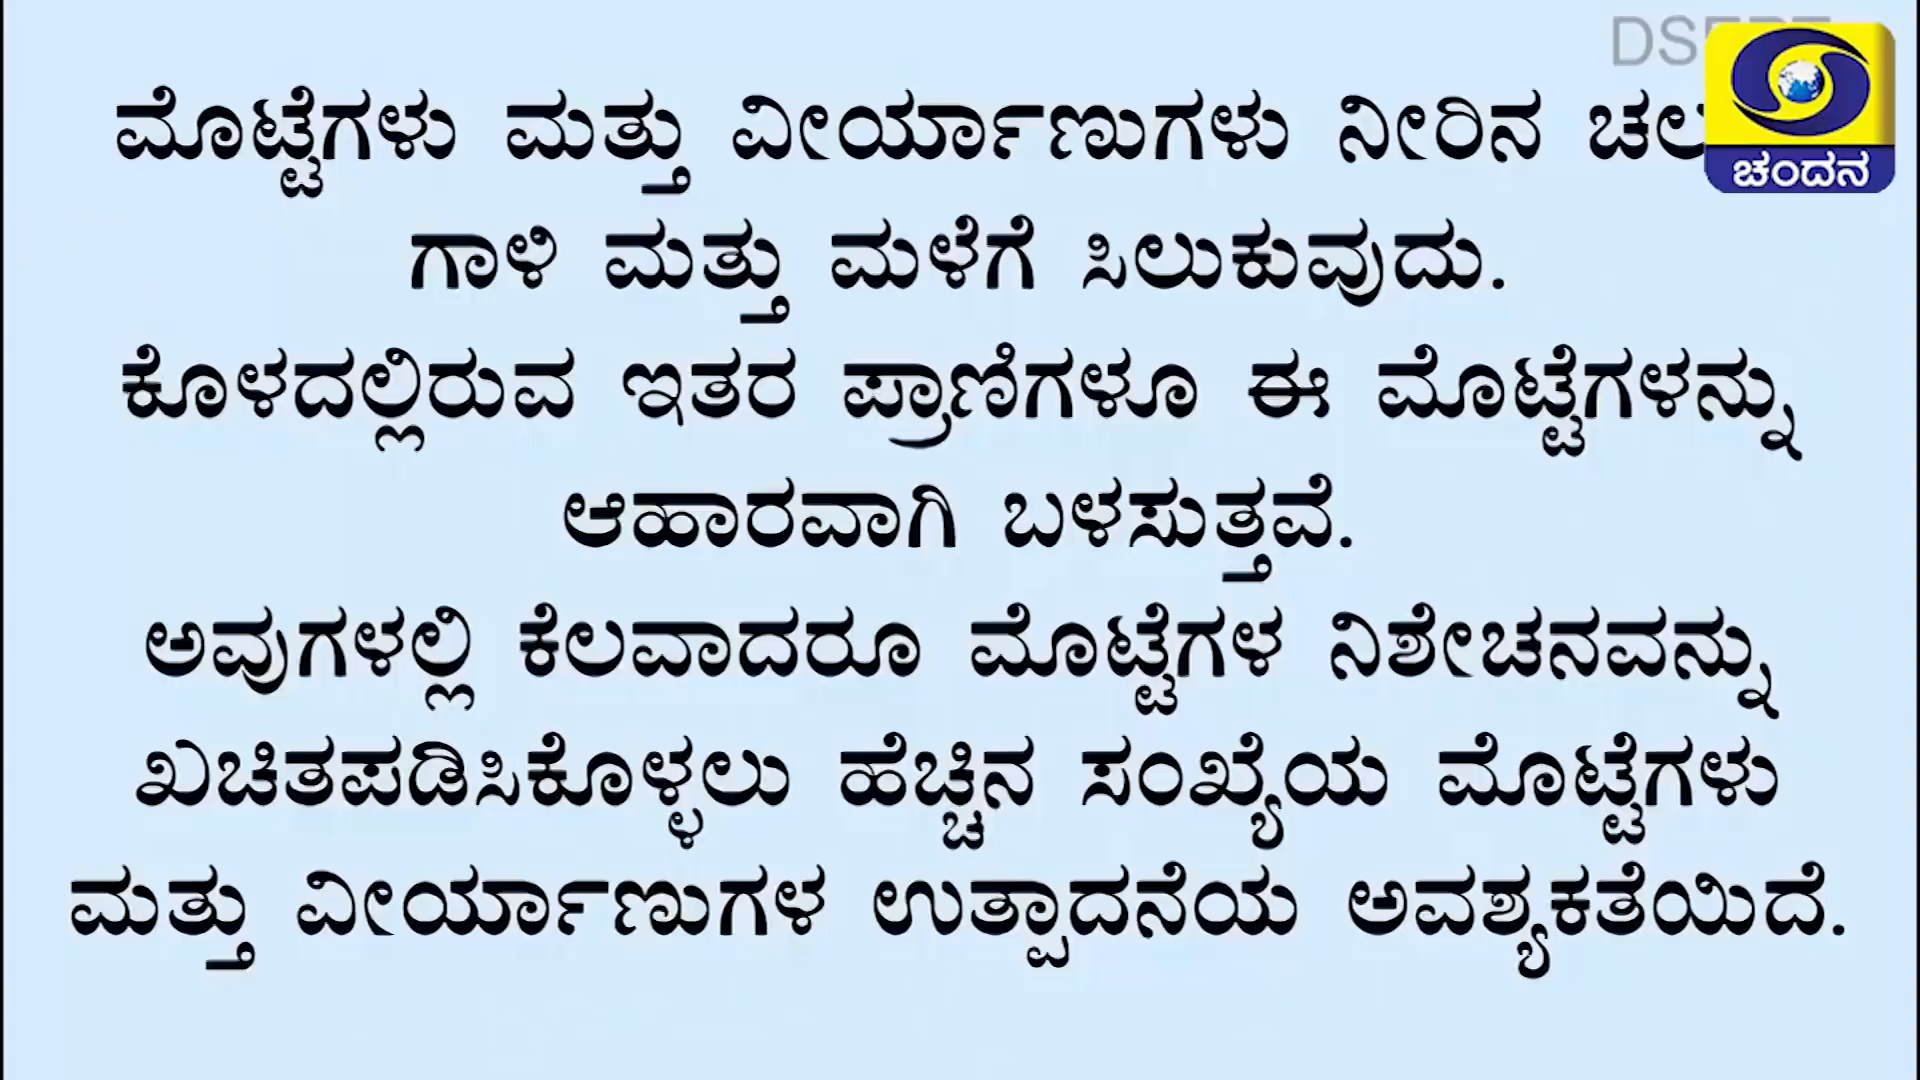 DSERT
ಮೊಟ್ಟೆಗಳು ಮತ್ತು ವೀರ್ಯಾಣುಗಳು ನೀರಿನ
ಚಂದನ
ಗಾಳಿ ಮತ್ತು ಮಳೆಗೆ ಸಿಲುಕುವುದು.
ಕೊಳದಲ್ಲಿರುವ ಇತರ ಪ್ರಾಣಿಗಳೂ ಈ ಮೊಟ್ಟೆಗಳನ್ನು
ಆಹಾರವಾಗಿ ಬಳಸುತ್ತವೆ.
ಅವುಗಳಲ್ಲಿ ಕೆಲವಾದರೂ ಮೊಟ್ಟೆಗಳ ನಿಶೇಚನವನ್ನು
ಖಚಿತಪಡಿಸಿಕೊಳ್ಳಲು ಹೆಚ್ಚಿನ ಸಂಖ್ಯೆಯ ಮೊಟ್ಟೆಗಳು
ಮತ್ತು ವೀರ್ಯಾಣುಗಳ ಉತ್ಪಾದನೆಯ ಅವಶ್ಯಕತೆಯಿದೆ.